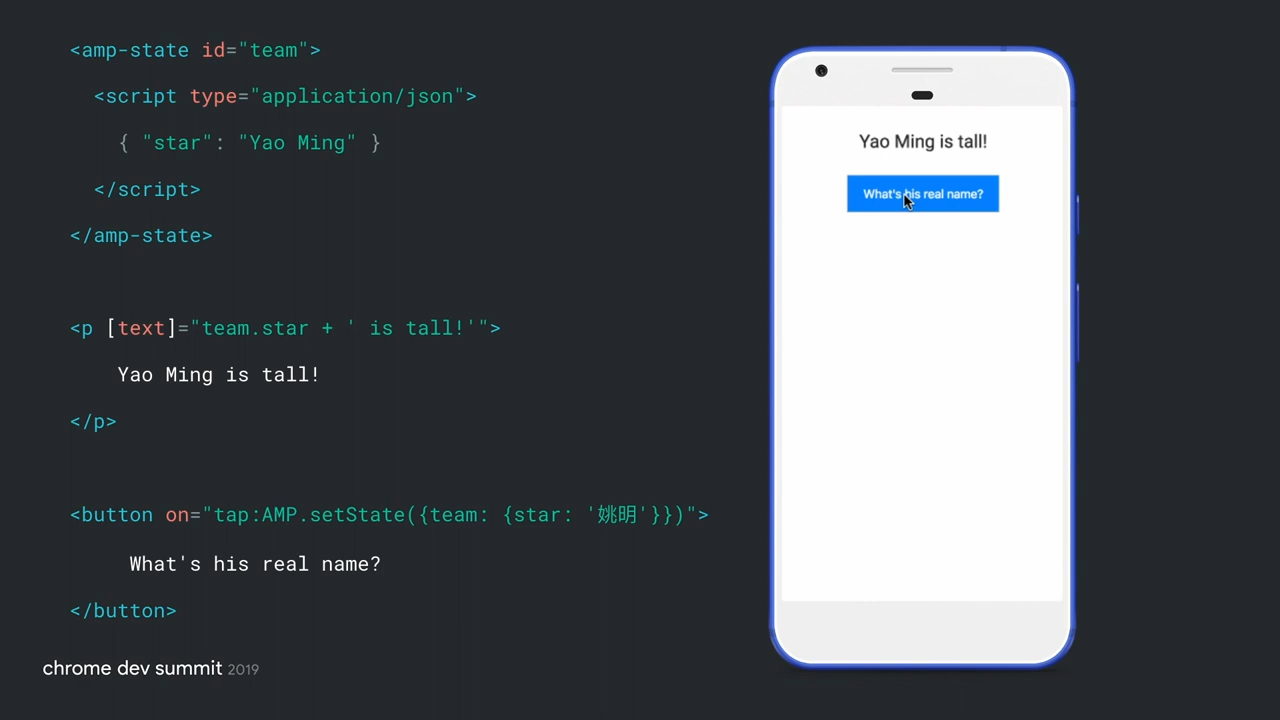 <amp-state id="team">
<script type="application/json">
{ "star": "Yao Ming" }
</script>
</amp-state>
<p [text]="team.star + ' is tall!'">
Yao Ming is tall!
</p>
<button on="tap:AMP.setState({team: {star: '姚明'}})">
What's his real name?
</button>
chrome dev summit 2019
Yao Ming is tall!
What's his real name?